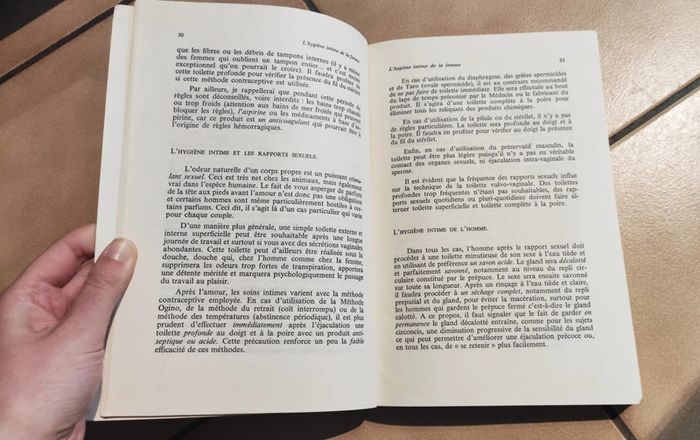 30
L'hygiène intime de la femme
que les fibres ou les débris de tampons internes (il y a même
des femmes qui oublient un tampon entier... et c'est moins
exceptionnel qu'on pourrait le croire). Il faudra profiter de
cette toilette profonde pour vérifier la présence du fil du stérilet
si cette méthode contraceptive est utilisée.
Par ailleurs, je rappellerai que pendant cette période de
règles sont déconseillés, voire interdits : les bains trop chauds
ou trop froids (attention aux bains de mer froids qui peuvent
bloquer les règles), l'aspirine ou les médicaments à base d'as-
pirine, car ce produit est un anticoagulant qui pourrait être à
l'origine de règles hémorragiques.
L'HYGIÈNE INTIME ET LES RAPPORTS SEXUELS.
L'odeur naturelle d'un corps propre est un puissant stimu-
lant sexuel. Ceci est très net chez les animaux, mais également
vrai dans l'espèce humaine. Le fait de vous asperger de parfum
de la tête aux pieds avant l'amour n'est donc pas une obligation
et certains hommes sont même particulièrement hostiles à cer-
tains parfums. Ceci dit, il s'agit là d'un cas particulier qui varie
pour chaque couple.
D'une manière plus générale, une simple toilette externe et
interne superficielle peut être souhaitable après une longue
journée de travail et surtout si vous avez des sécrétions vaginales
abondantes. Cette toilette peut d'ailleurs être réalisée sous la
douche, douche qui, chez l'homme comme chez la femme,
supprimera les odeurs trop fortes de transpiration, apportera
une détente méritée et marquera psychologiquement le passage
du travail au plaisir.
Après l'amour, les soins intimes varient avec la méthode
contraceptive employée. En cas d'utilisation de la Méthode
Ogino, de la méthode du retrait (coït interrompu) ou de la
méthode des températures (abstinence périodique), il est plus
prudent d'effectuer immédiatement après l'éjaculation une
toilette profonde au doigt et à la poire avec un produit anti-
septique ou acide. Cette précaution renforce un peu la faible
efficacité de ces méthodes.
L'hygiène intime de la femme
31
En cas d'utilisation du diaphragme, des gelées spermicides
et de Taro (ovule spermicide), il est au contraire recommandé
de ne pas faire de toilette immédiate. Elle sera effectuée au bout
du laps de temps préconisé par le Médecin ou le fabricant du
produit. Il s'agira d'une toilette complète à la poire pour
éliminer tous les reliquats des produits chimiques.
En cas d'utilisation de la pilule ou du stérilet, il n'y a pas
de règles particulières. La toilette sera profonde au doigt et à
la poire. Il faudra en profiter pour vérifier au doigt la présence
du fil du stérilet.
Enfin, en cas d'emploi du préservatif masculin, la
toilette peut être plus légère puisqu'il n'y a pas eu véritable
contact des organes sexuels, ni éjaculation intra-vaginale du
sperme.
Il est évident que la fréquence des rapports sexuels influe
sur la technique de la toilette vulvo-vaginale. Des toilettes
profondes trop fréquentes n'étant pas souhaitables, des rap-
ports sexuels quotidiens ou pluri-quotidiens doivent faire al-
terner toilette superficielle et toilette complète à la poire.
L'HYGIÈNE INTIME DE L'HOMME.
Dans tous les cas, l'homme après le rapport sexuel doit
procéder à une toilette minutieuse de son sexe à l'eau tiède et
en utilisant de préférence un savon acide. Le gland sera décalotté
et parfaitement savonné, notamment au niveau du repli cir-
culaire constitué par le prépuce. Le sexe sera ensuite savonné
sur toute sa longueur. Après un rinçage à l'eau tiède et claire,
il faudra procéder à un séchage complet, notamment du repli
préputial et du gland, pour éviter la macération, surtout pour
les hommes qui gardent le prépuce fermé c'est-à-dire le gland
calotté. A ce propos, il faut signaler que le fait de garder en
permanence le gland décalotté entraîne, comme pour les sujets
circoncis, une diminution progressive de la sensibilité du gland
ce qui peut permettre d'améliorer une éjaculation précoce ou,
en tous les cas, de « se retenir » plus facilement.